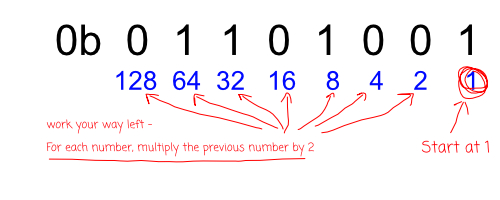 0b 0 1 1 0 1 0 0 1
128 64 32 16 8 4 2 1
work your way left -
For each number, multiply the previous number by 2
Start at 1